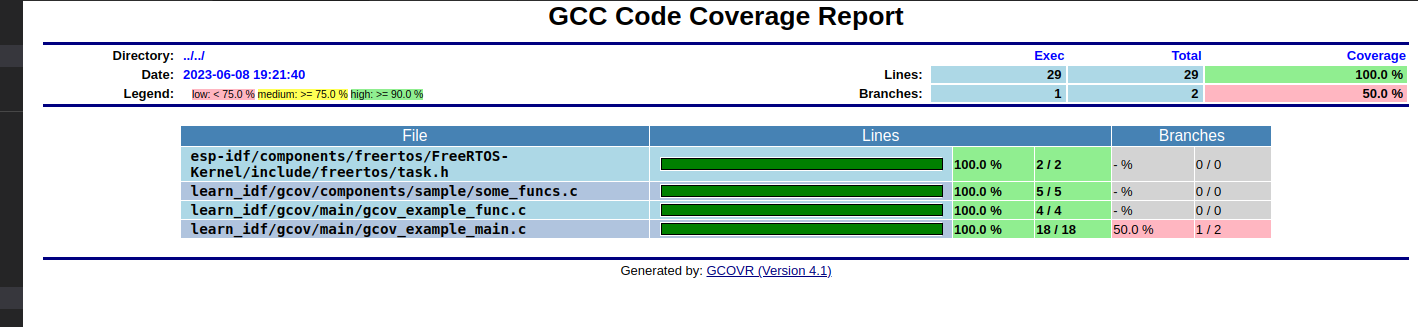 GCC Code Coverage Report
Directory: ../../ Exec Total Coverage
Date: 2023-06-08 19:21:40 Lines: 29 29 100.0 %
Legend: low: < 75.0 % medium: >= 75.0 % high: >= 90.0 % Branches: 1 2 50.0 %
File Lines Branches
esp-idf/components/freertos/FreeRTOS-
Kernel/include/freertos/task.h 100.0 % 2 / 2 - % 0 / 0
learn_idf/gcov/components/sample/some_funcs.c 100.0 % 5 / 5 - % 0 / 0
learn_idf/gcov/main/gcov_example_func.c 100.0 % 4 / 4 - % 0 / 0
learn_idf/gcov/main/gcov_example_main.c 100.0 % 18 / 18 50.0 % 1 / 2
Generated by: GCOVR (Version 4.1)